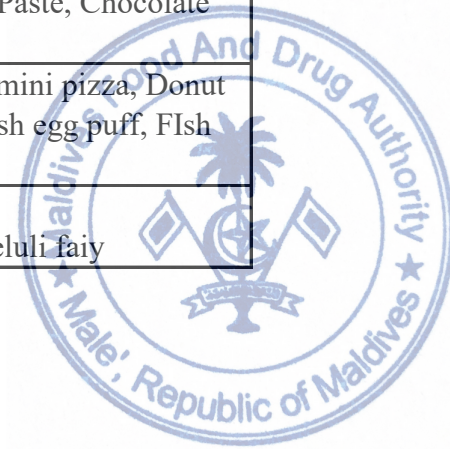 Paste, Chocolate
mini pizza, Donut
sh egg puff, FIsh
eluli faiy
Maldives Food And Drug Authority
Male', Republic of Maldives